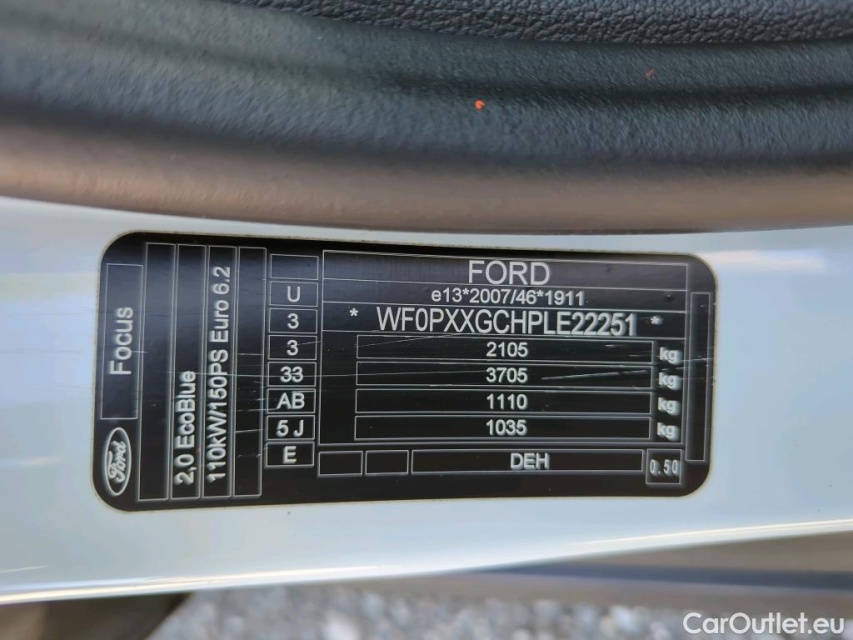 Focus
Ford
2,0 EcoBlue
110kW/150PS Euro 6.2
U
3
3
33
AB
5 J
E
FORD
e13*2007/46*1911
* WF0PXXGCHPLE22251 *
2105 kg
3705 kg
1110 kg
1035 kg
DEH
0.50
CarOutlet.eu